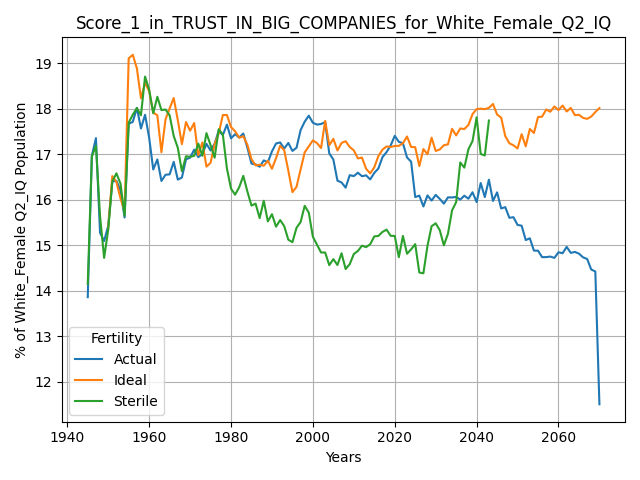 Score_1_in_TRUST_IN_BIG_COMPANIES_for_White_Female_Q2_IQ
% of White_Female Q2_IQ Population
19
18
17
16
15
14
13
12
Fertility
Actual
Ideal
Sterile
1940 1960 1980 2000 2020 2040 2060
Years